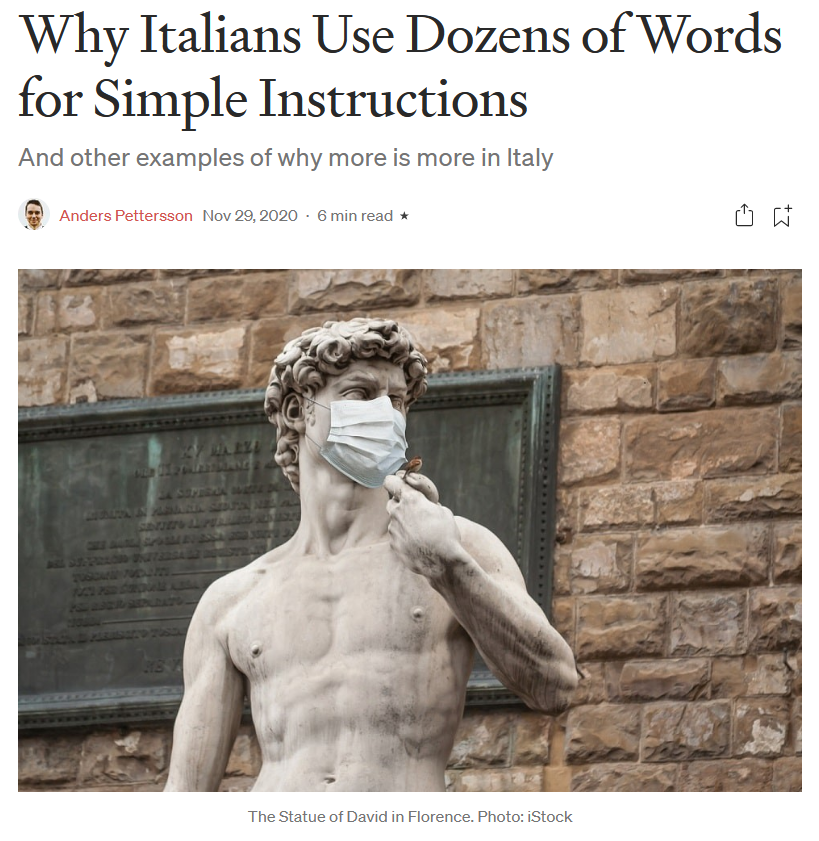 Why Italians Use Dozens of Words
for Simple Instructions
And other examples of why more is more in Italy
Anders Pettersson Nov 29, 2020 · 6 min read ★
The Statue of David in Florence. Photo: iStock